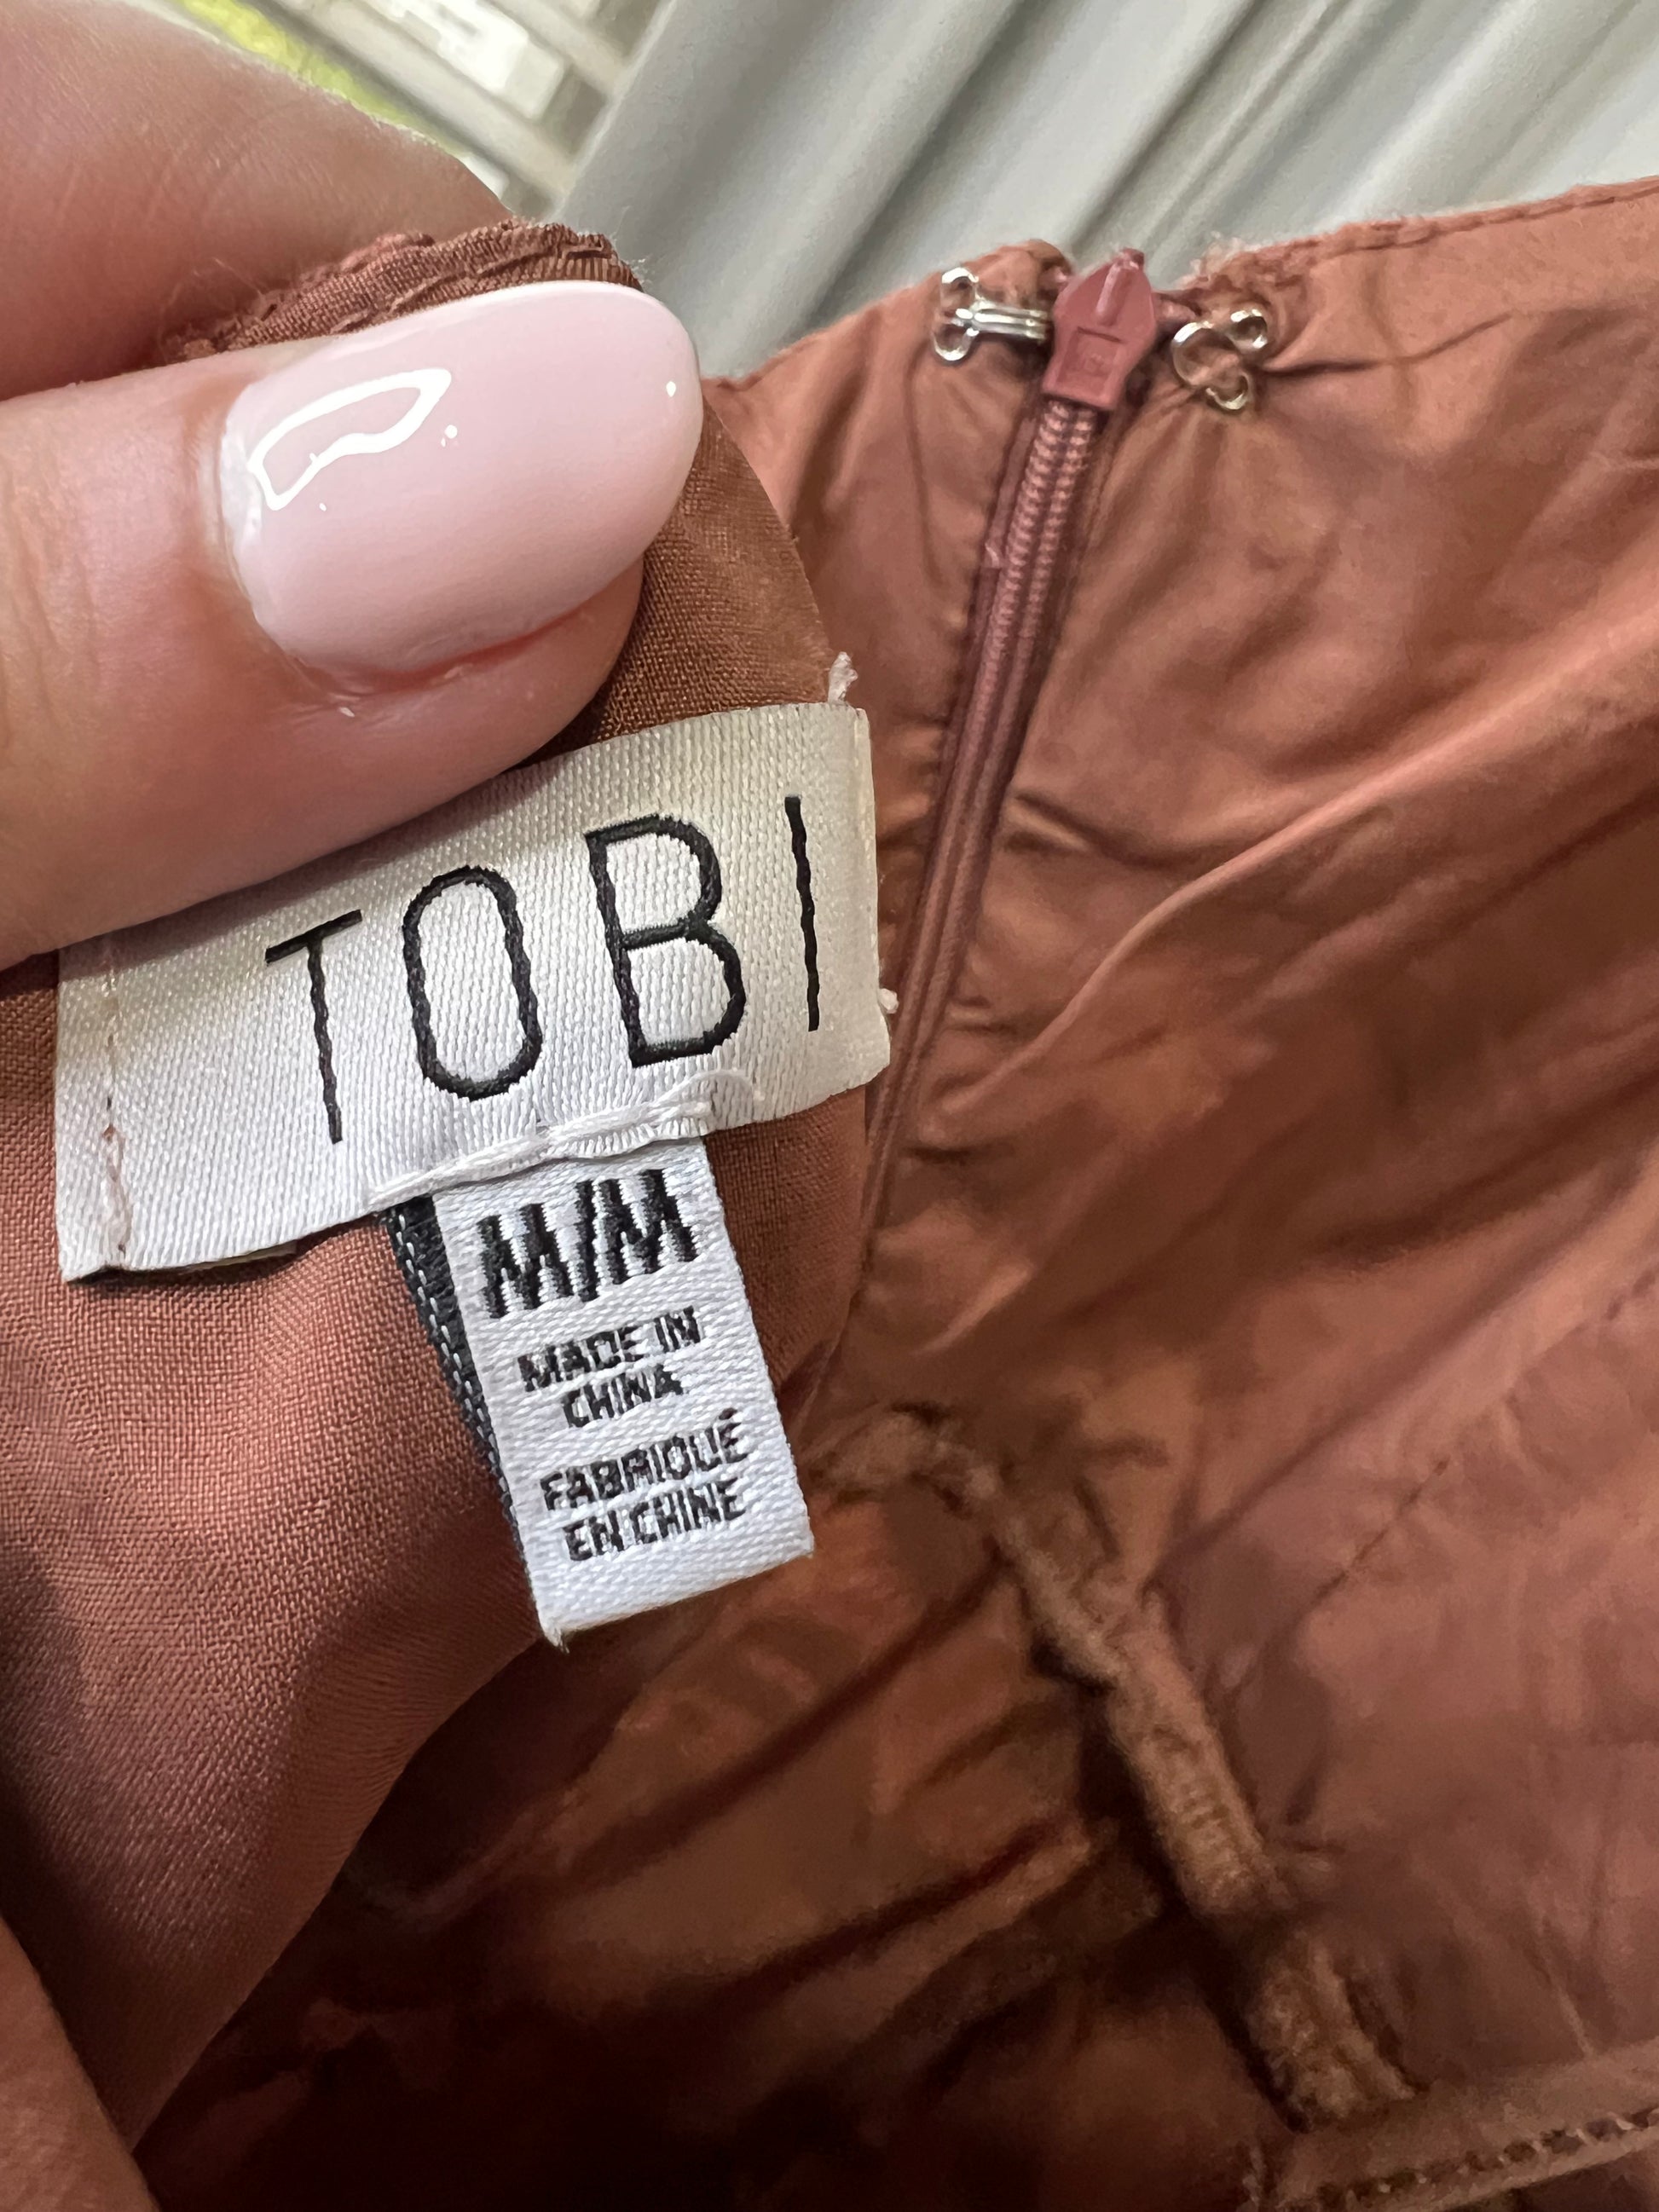 TOBI
M/M
MADE IN
CHINA
FABRIQUÉ
EN CHINE